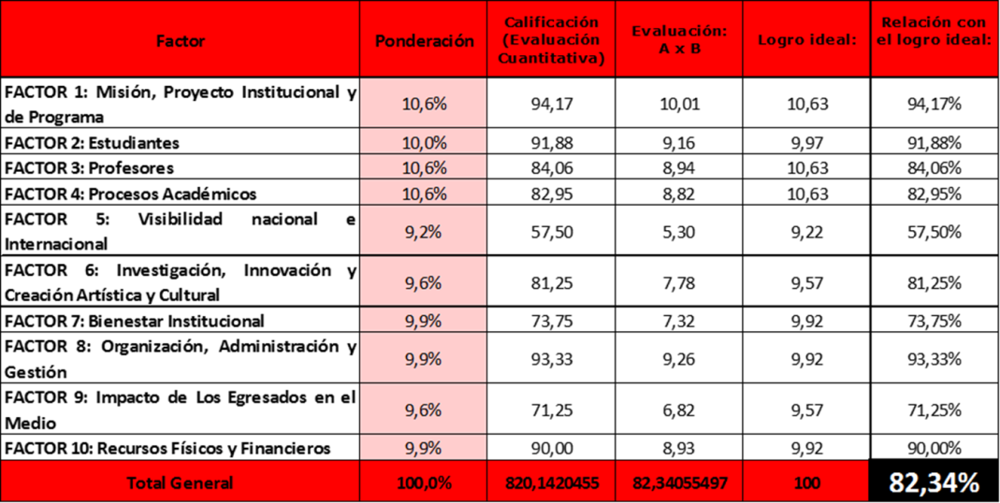 Factor Ponderación Calificación (Evaluación Cuantitativa) Evaluación: A x B Logro ideal: Relación con el logro ideal:
FACTOR 1: Misión, Proyecto Institucional y
de Programa 10,6% 94,17 10,01 10,63 94,17%
FACTOR 2: Estudiantes 10,0% 91,88 9,16 9,97 91,88%
FACTOR 3: Profesores 10,6% 84,06 8,94 10,63 84,06%
FACTOR 4: Procesos Académicos 10,6% 82,95 8,82 10,63 82,95%
FACTOR 5: Visibilidad nacional e
Internacional 9,2% 57,50 5,30 9,22 57,50%
FACTOR 6: Investigación, Innovación y
Creación Artística y Cultural 9,6% 81,25 7,78 9,57 81,25%
FACTOR 7: Bienestar Institucional 9,9% 73,75 7,32 9,92 73,75%
FACTOR 8: Organización, Administración y
Gestión 9,9% 93,33 9,26 9,92 93,33%
FACTOR 9: Impacto de Los Egresados en el
Medio 9,6% 71,25 6,82 9,57 71,25%
FACTOR 10: Recursos Físicos y Financieros 9,9% 90,00 8,93 9,92 90,00%
Total General 100,0% 820,1420455 82,34055497 100 82,34%